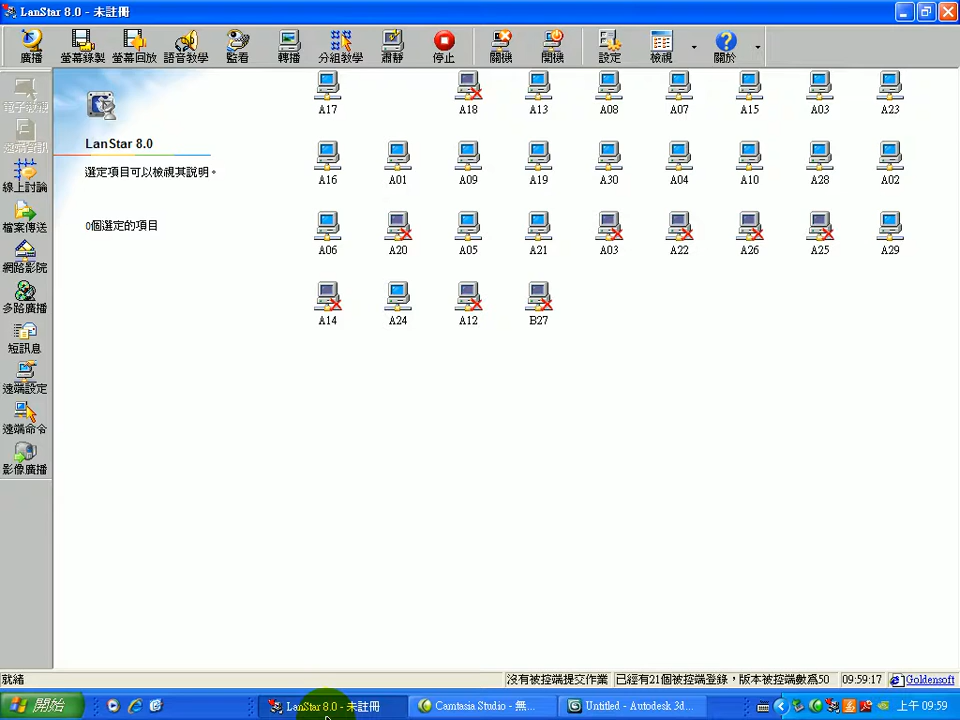 LanStar 8.0 - 未註冊
廣播 螢幕錄製 螢幕回放 語音教學 監看 轉播 分組教學 肅靜 停止 關機 開機 設定 檢視 關於
線上討論
檔案傳送
網路影院
多路廣播
短訊息
遠端設定
遠端命令
影像廣播
LanStar 8.0
選定項目可以檢視其說明。
0個選定的項目
A17 A18 A13 A08 A07 A15 A03 A23
A16 A01 A09 A19 A30 A04 A10 A28 A02
A06 A20 A05 A21 A03 A22 A26 A25 A29
A14 A24 A12 B27
就緒 沒有被控端提交作業 已經有21個被控端登錄，版本被控端數為50 09:59:17 Goldensoft
開始 LanStar 8.0 - 未註冊 Camtasia Studio - 無... Untitled - Autodesk 3d... 上午 09:59